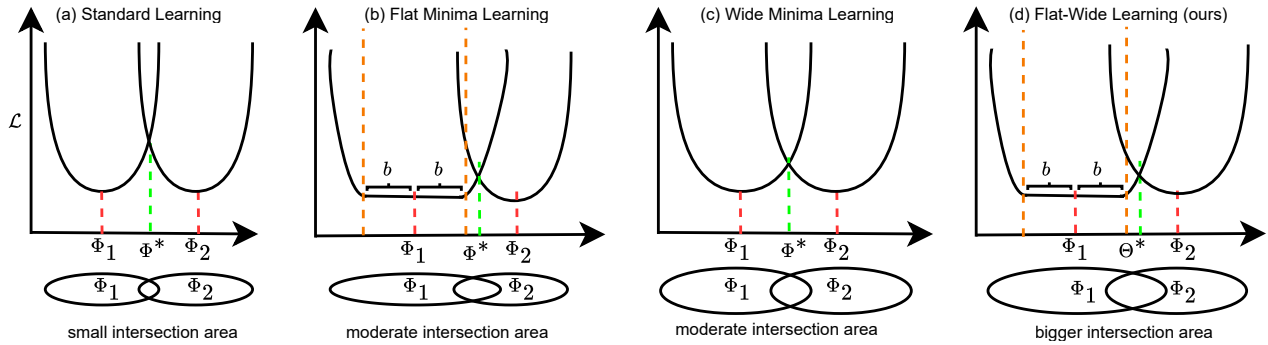 (a) Standard Learning
(b) Flat Minima Learning
(c) Wide Minima Learning
(d) Flat-Wide Learning (ours)
ℒ
b b
b b
Φ1 Φ* Φ2
Φ1 Φ* Φ2
Φ1 Φ* Φ2
Φ1 Θ* Φ2
Φ1 Φ2
Φ1 Φ2
Φ1 Φ2
Φ1 Φ2
small intersection area
moderate intersection area
moderate intersection area
bigger intersection area